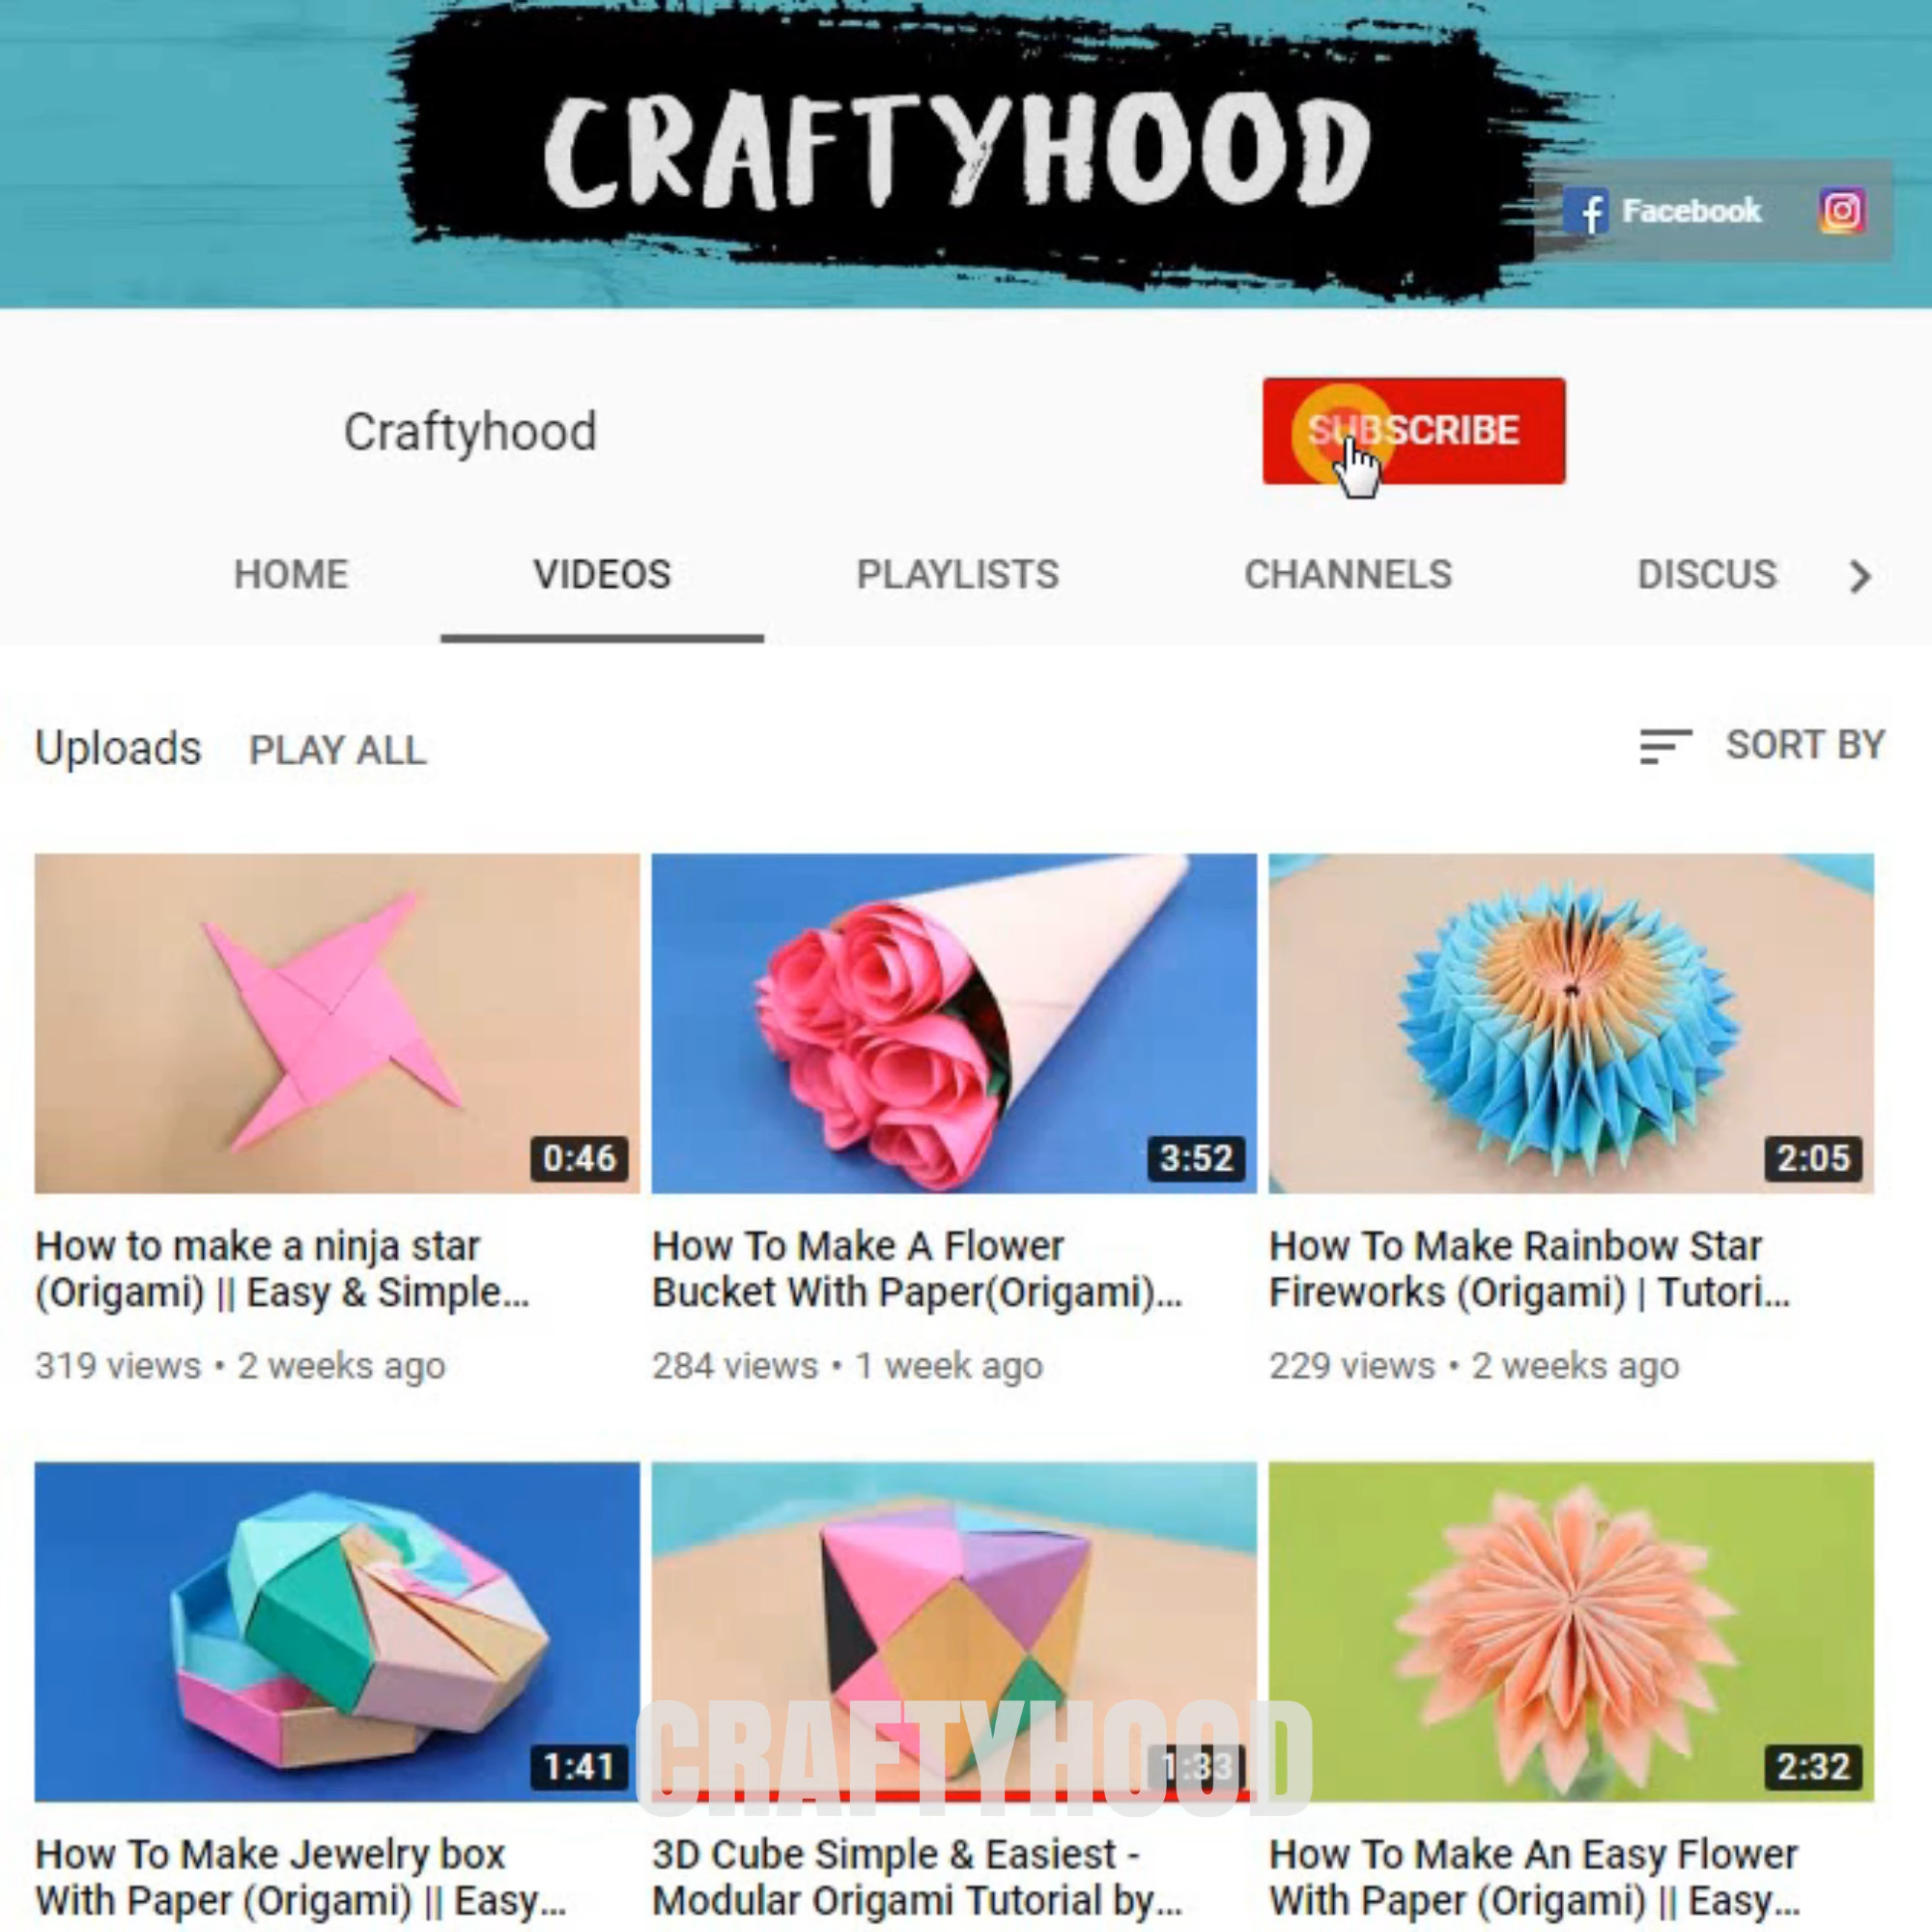 CRAFTYHOOD
Facebook
Craftyhood
SUBSCRIBE
HOME VIDEOS PLAYLISTS CHANNELS DISCUS
Uploads PLAY ALL SORT BY
0:46 3:52 2:05
How to make a ninja star
(Origami) || Easy & Simple...
319 views • 2 weeks ago
How To Make A Flower
Bucket With Paper(Origami)...
284 views • 1 week ago
How To Make Rainbow Star
Fireworks (Origami) | Tutori...
229 views • 2 weeks ago
1:41 1:33 2:32
CRAFTYHOOD
How To Make Jewelry box
With Paper (Origami) || Easy...
3D Cube Simple & Easiest -
Modular Origami Tutorial by...
How To Make An Easy Flower
With Paper (Origami) || Easy...